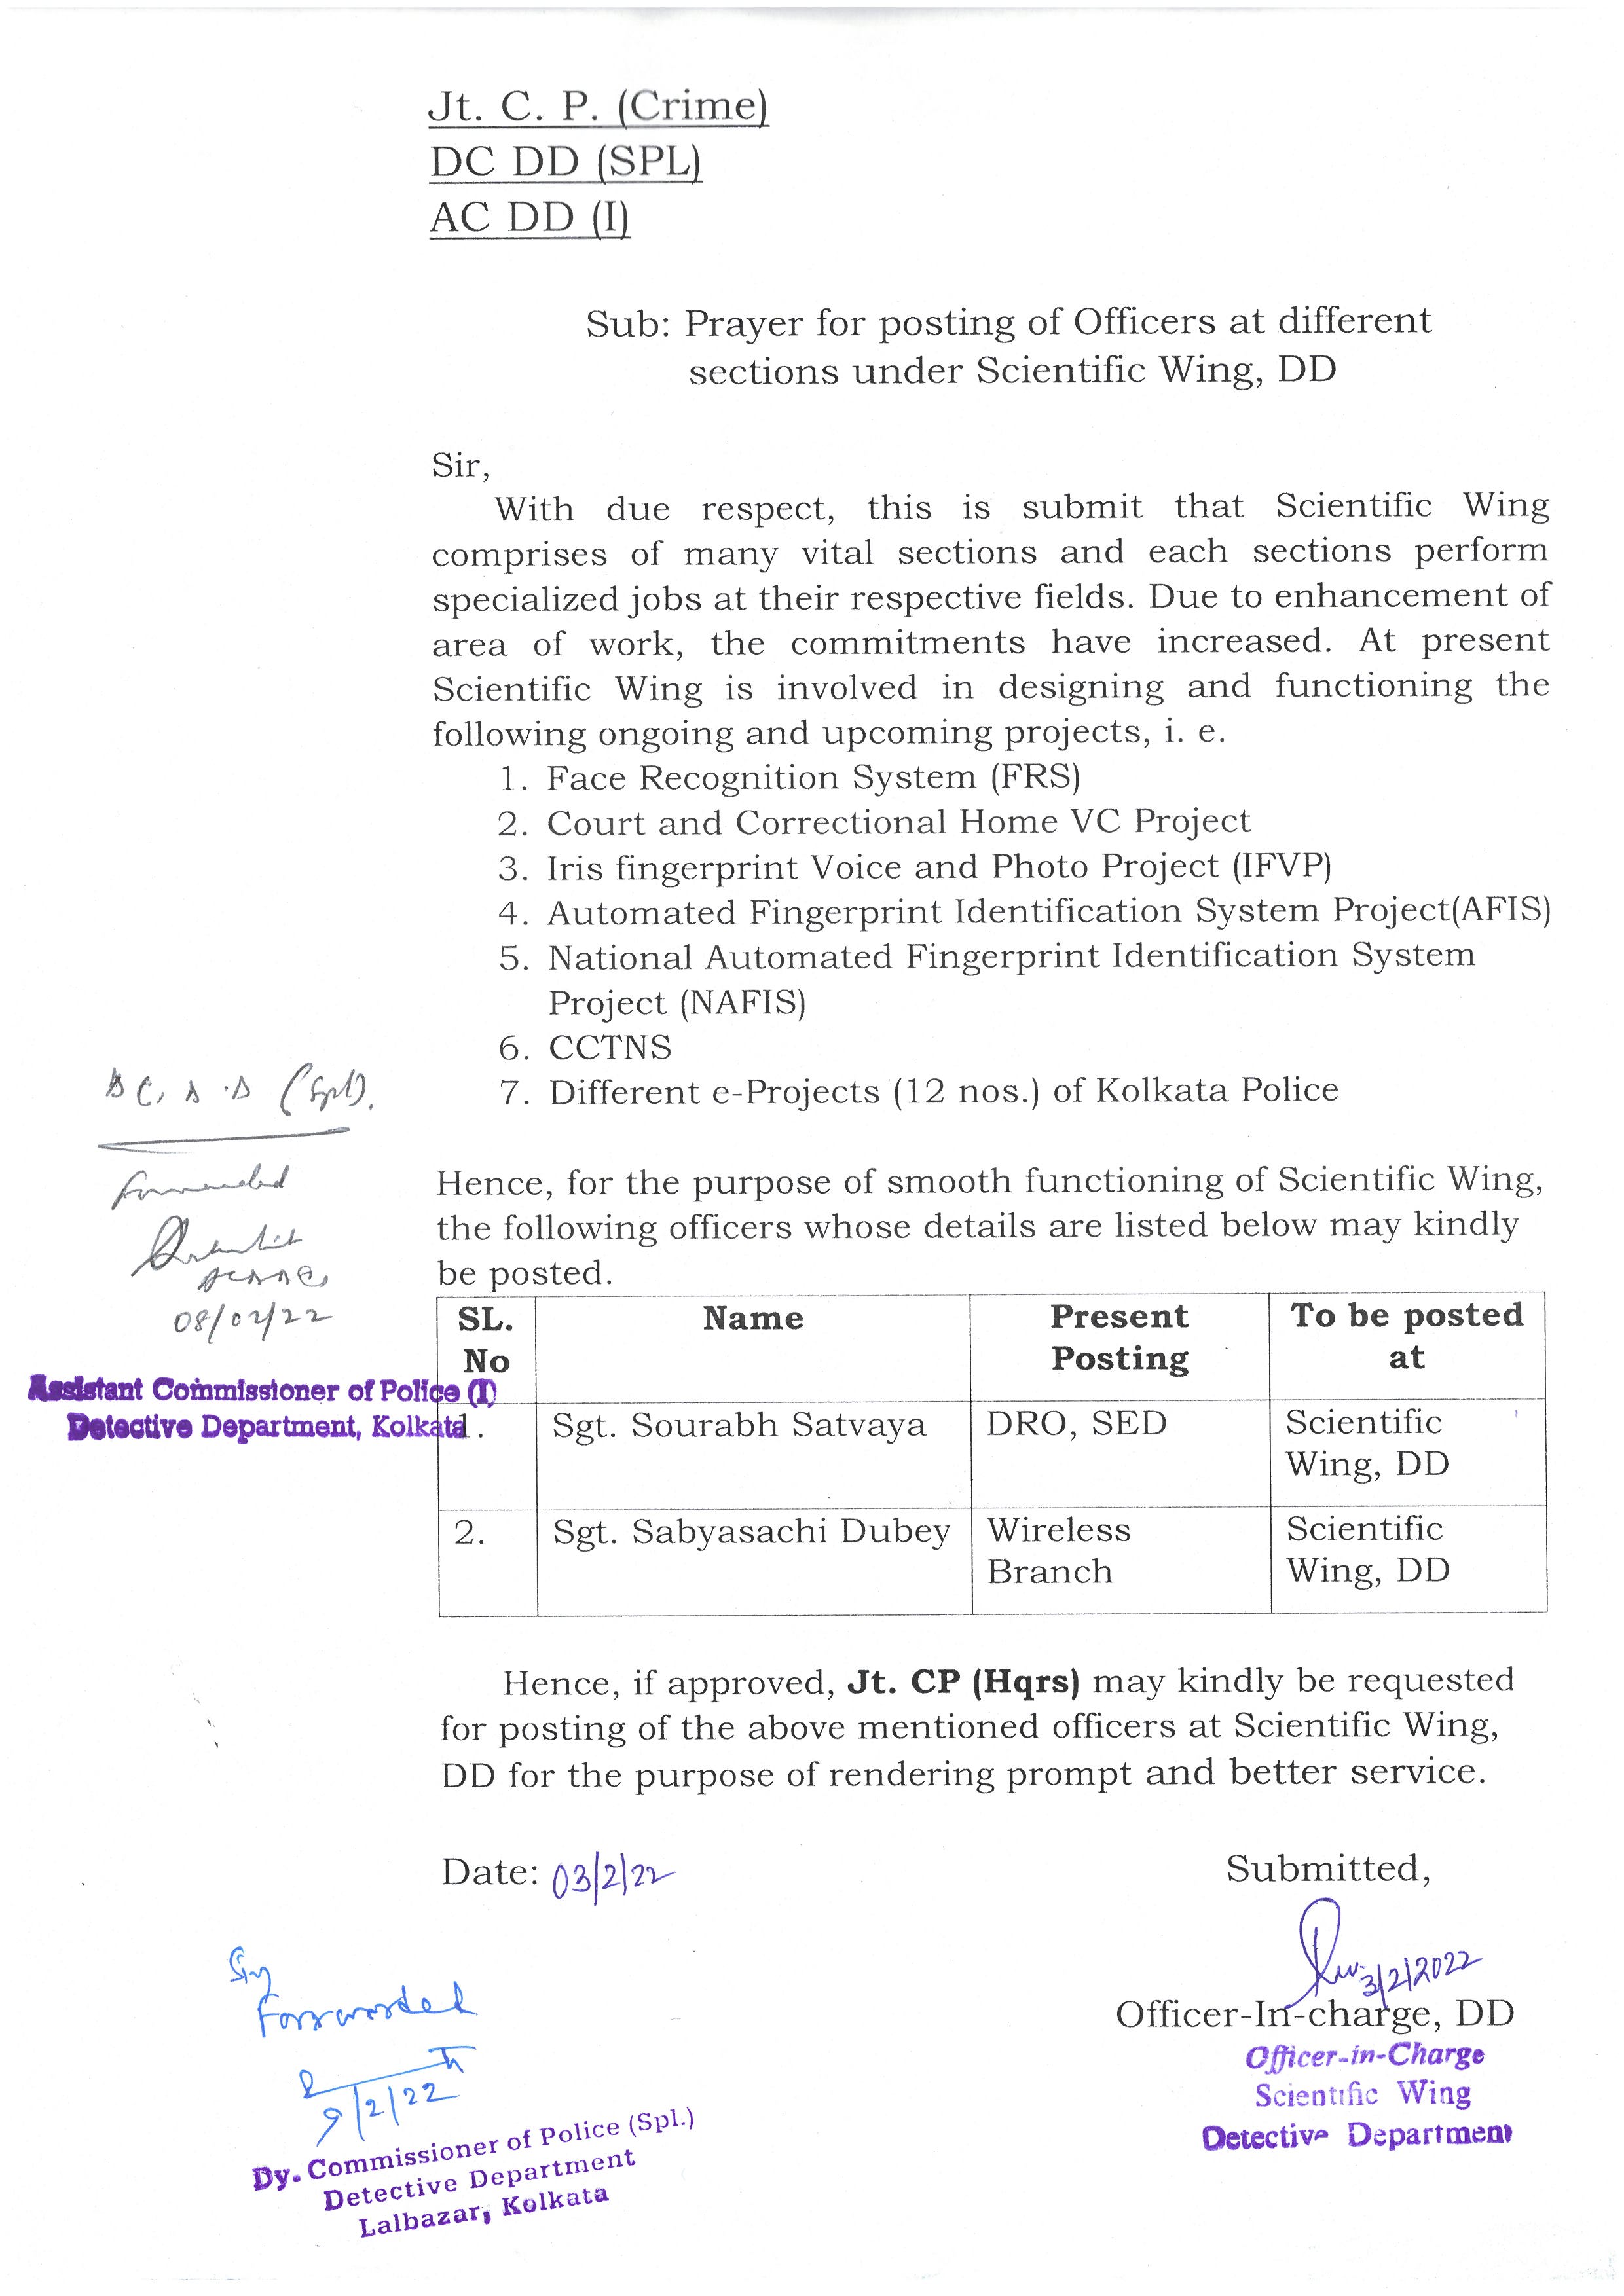 Jt. C. P. (Crime)
DC DD (SPL)
AC DD (I)
Sub: Prayer for posting of Officers at different
sections under Scientific Wing, DD
Sir,
With due respect, this is submit that Scientific Wing
comprises of many vital sections and each sections perform
specialized jobs at their respective fields. Due to enhancement of
area of work, the commitments have increased. At present
Scientific Wing is involved in designing and functioning the
following ongoing and upcoming projects, i. e.
1. Face Recognition System (FRS)
2. Court and Correctional Home VC Project
3. Iris fingerprint Voice and Photo Project (IFVP)
4. Automated Fingerprint Identification System Project(AFIS)
5. National Automated Fingerprint Identification System
Project (NAFIS)
6. CCTNS
7. Different e-Projects (12 nos.) of Kolkata Police
DC, D.D (Spl).
Forwarded
08/02/22
Assistant Commissioner of Police (I)
Detective Department, Kolkata
Hence, for the purpose of smooth functioning of Scientific Wing,
the following officers whose details are listed below may kindly
be posted.
SL. No Name Present Posting To be posted at
1. Sgt. Sourabh Satvaya DRO, SED Scientific Wing, DD
2. Sgt. Sabyasachi Dubey Wireless Branch Scientific Wing, DD
Hence, if approved, Jt. CP (Hqrs) may kindly be requested
for posting of the above mentioned officers at Scientific Wing,
DD for the purpose of rendering prompt and better service.
Date: 03/2/22
Submitted,
3/2/2022
Officer-In-charge, DD
Officer-in-Charge
Scientific Wing
Detective Department
Sir
Forwarded
9/2/22
Dy. Commissioner of Police (Spl.)
Detective Department
Lalbazar, Kolkata